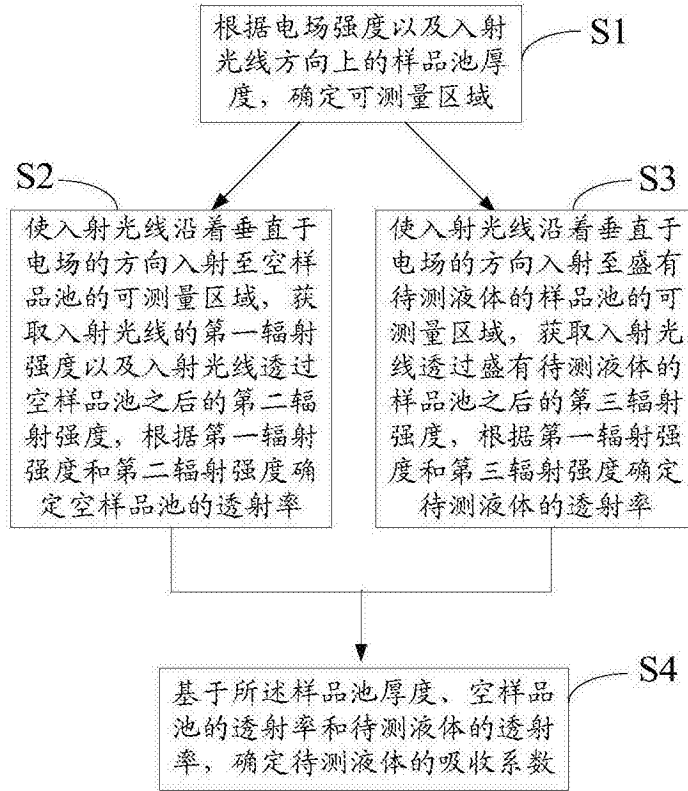 S1
根据电场强度以及入射
光线方向上的样品池厚
度，确定可测量区域
S2
使入射光线沿着垂直于
电场的方向入射至空样
品池的可测量区域，获
取入射光线的第一辐射
强度以及入射光线透过
空样品池之后的第二辐
射强度，根据第一辐射
强度和第二辐射强度确
定空样品池的透射率
S3
使入射光线沿着垂直于
电场的方向入射至盛有
待测液体的样品池的可
测量区域，获取入射光
线透过盛有待测液体的
样品池之后的第三辐射
强度，根据第一辐射强
度和第三辐射强度确定
待测液体的透射率
S4
基于所述样品池厚度、空样品
池的透射率和待测液体的透射
率，确定待测液体的吸收系数